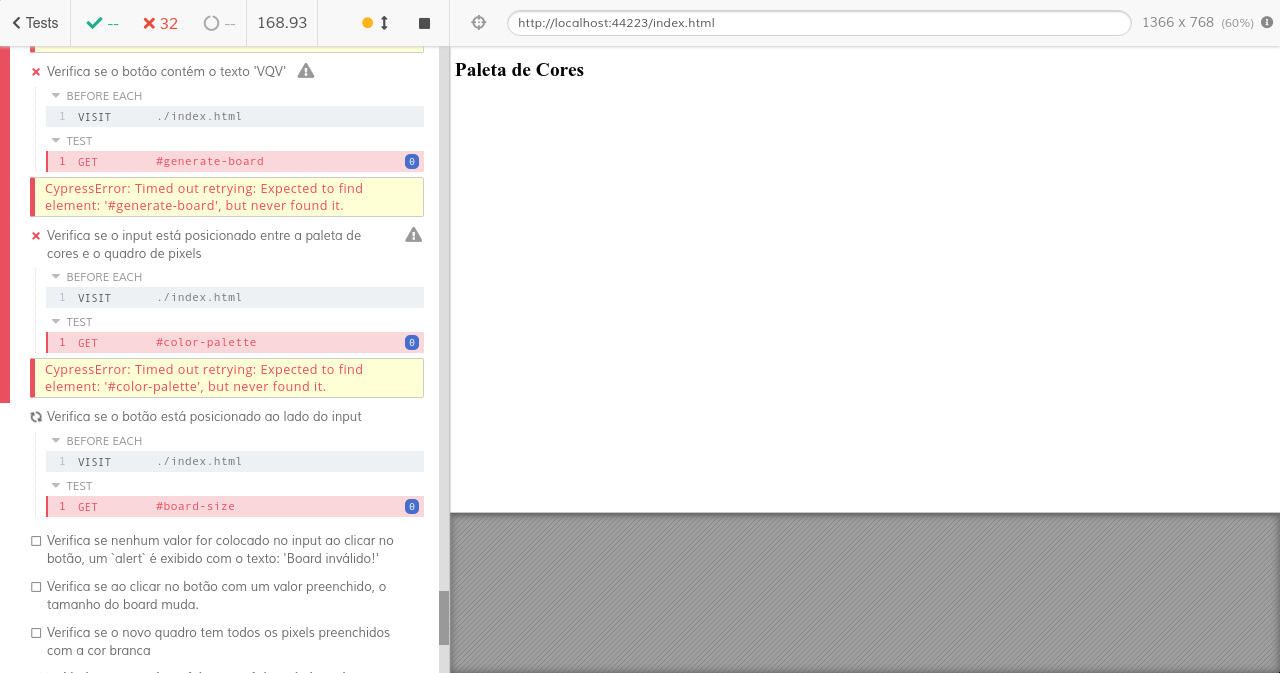 Tests
--
32
--
168.93
http://localhost:44223/index.html
1366 x 768 (60%)
Verifica se o botão contém o texto 'VQV'
BEFORE EACH
1 VISIT ./index.html
TEST
1 GET #generate-board 0
CypressError: Timed out retrying: Expected to find
element: '#generate-board', but never found it.
Verifica se o input está posicionado entre a paleta de
cores e o quadro de pixels
BEFORE EACH
1 VISIT ./index.html
TEST
1 GET #color-palette 0
CypressError: Timed out retrying: Expected to find
element: '#color-palette', but never found it.
Verifica se o botão está posicionado ao lado do input
BEFORE EACH
1 VISIT ./index.html
TEST
1 GET #board-size 0
Verifica se nenhum valor for colocado no input ao clicar no
botão, um `alert` é exibido com o texto: 'Board inválido!'
Verifica se ao clicar no botão com um valor preenchido, o
tamanho do board muda.
Verifica se o novo quadro tem todos os pixels preenchidos
com a cor branca
Paleta de Cores